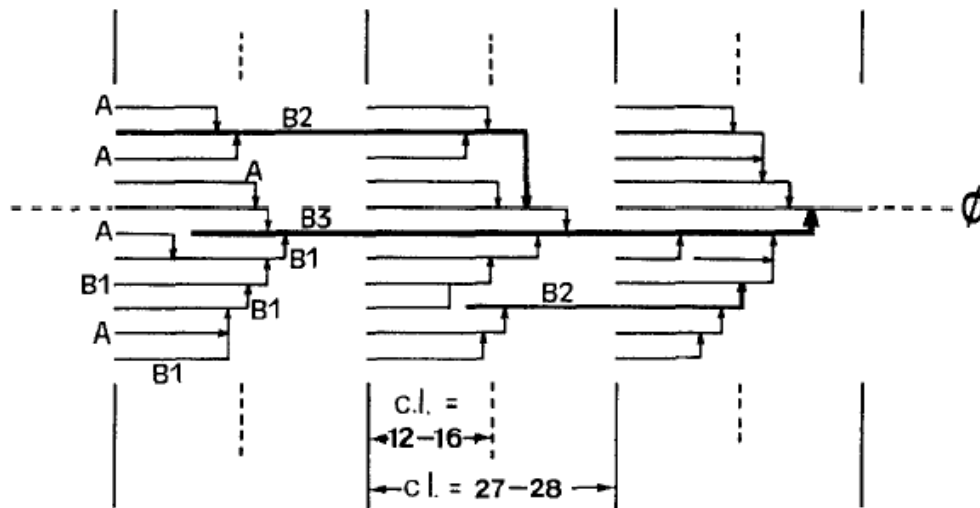 A
B2
A
A
B3
Ø
A
B1
B1
B1
A
B1
B2
c.l. =
12-16
c.l. = 27-28